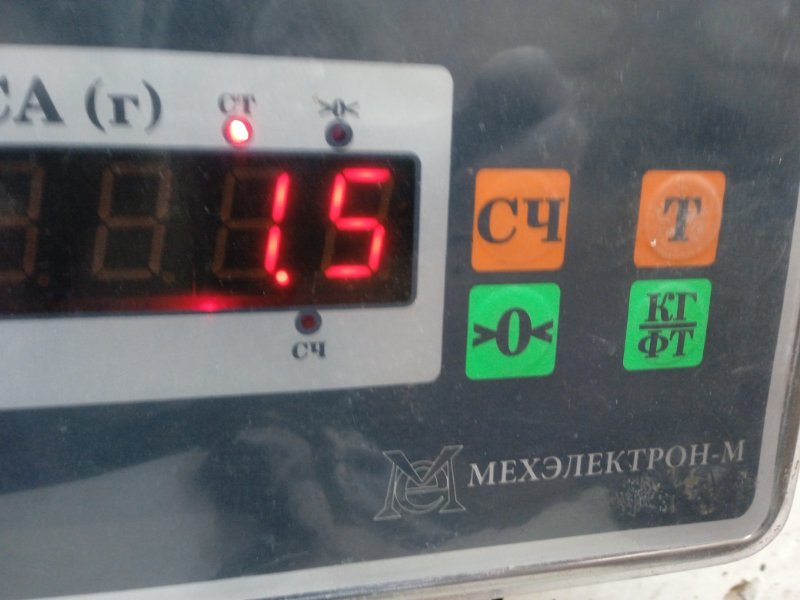 СА (г)
СТ >0<
1.5
СЧ
СЧ Т
>0< КГ
ФТ
МЕХЭЛЕКТРОН-М